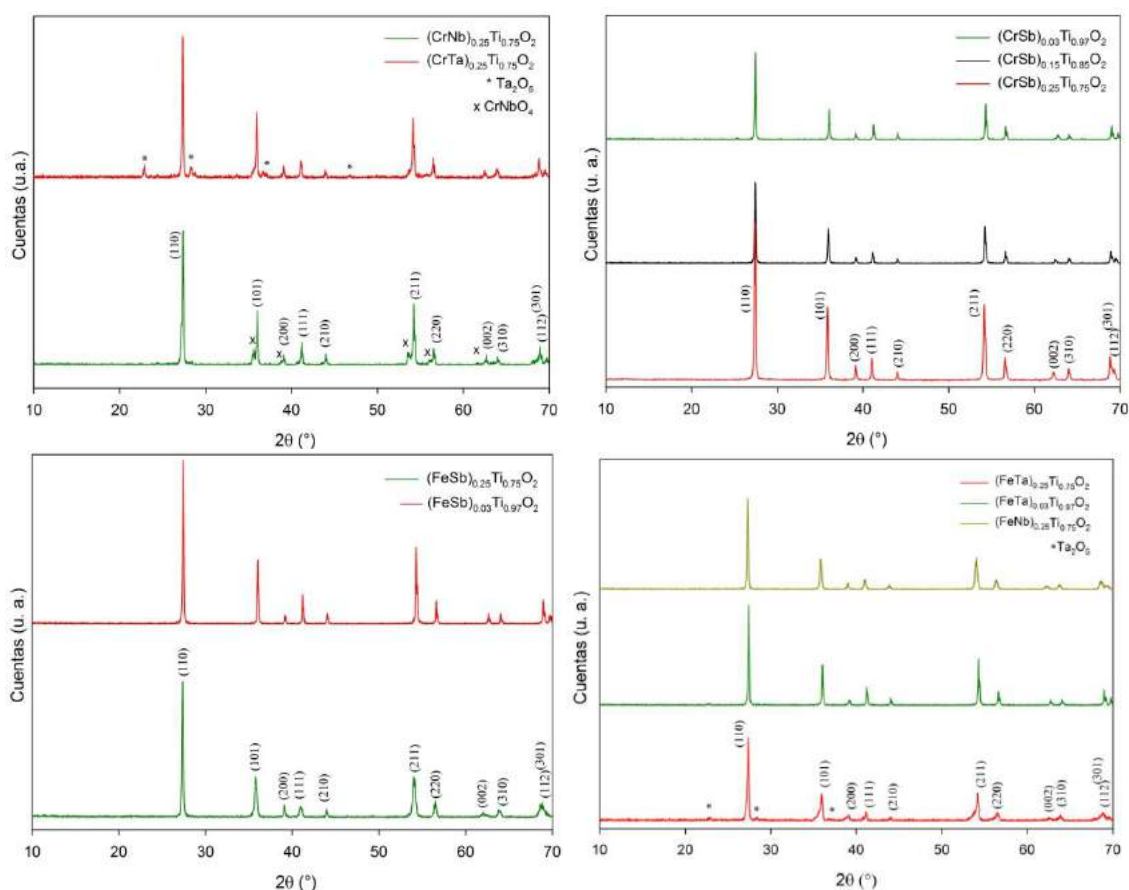 (CrNb)0.25Ti0.75O2
(CrTa)0.25Ti0.75O2
* Ta2O5
x CrNbO4
Cuentas (u.a.)
* * * *
(110)
x (101) x (200) (111) (210) x (211) x (220) x (002) (310) (301) (112)
10 20 30 40 50 60 70
2θ (°)
(CrSb)0.03Ti0.97O2
(CrSb)0.15Ti0.85O2
(CrSb)0.25Ti0.75O2
Cuentas (u. a.)
(110) (101) (200) (111) (210) (211) (220) (002) (310) (301) (112)
10 20 30 40 50 60 70
2θ (°)
(FeSb)0.25Ti0.75O2
(FeSb)0.03Ti0.97O2
Cuentas (u. a.)
(110) (101) (200) (111) (210) (211) (220) (002) (310) (301) (112)
10 20 30 40 50 60 70
2θ (°)
(FeTa)0.25Ti0.75O2
(FeTa)0.03Ti0.97O2
(FeNb)0.25Ti0.75O2
*Ta2O5
Cuentas (u. a.)
* (110) * * (101) (200) (111) (210) (211) (220) (002) (310) (301) (112)
10 20 30 40 50 60 70
2θ (°)